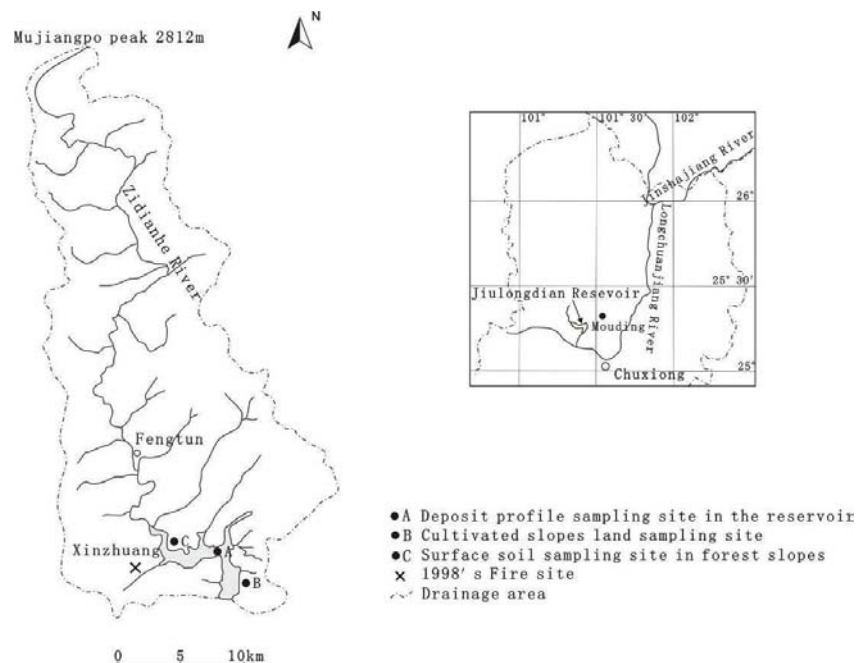 N
Mujiangpo peak 2812m
Zidianhe River
Fengtun
Xinzhuang
C
A
B
0 5 10km
101° 101° 30′ 102°
Jinshajiang River
26°
Longchuanjiang River
25° 30′
Jiulongdian Resevoir
Mouding
25°
Chuxiong
A Deposit profile sampling site in the reservoir
B Cultivated slopes land sampling site
C Surface soil sampling site in forest slopes
1998's Fire site
Drainage area